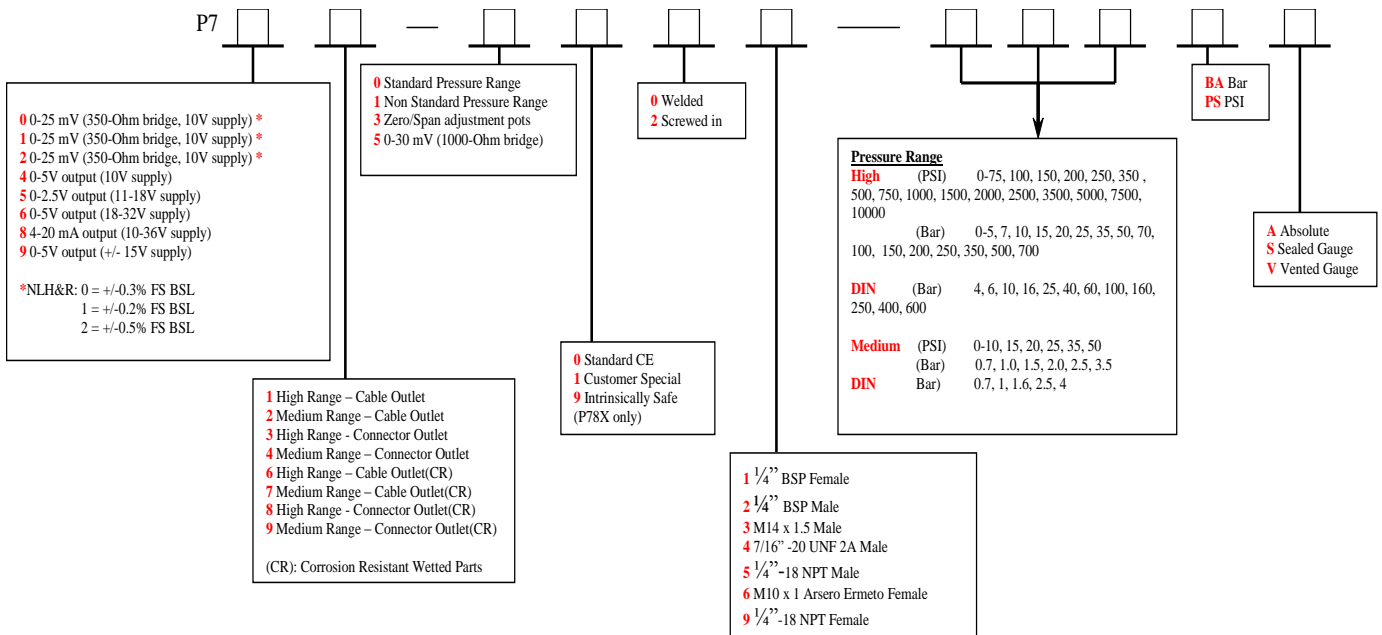 P7 — —
0 0-25 mV (350-Ohm bridge, 10V supply) *
1 0-25 mV (350-Ohm bridge, 10V supply) *
2 0-25 mV (350-Ohm bridge, 10V supply) *
4 0-5V output (10V supply)
5 0-2.5V output (11-18V supply)
6 0-5V output (18-32V supply)
8 4-20 mA output (10-36V supply)
9 0-5V output (+/- 15V supply)
*NLH&R: 0 = +/-0.3% FS BSL
1 = +/-0.2% FS BSL
2 = +/-0.5% FS BSL
1 High Range – Cable Outlet
2 Medium Range – Cable Outlet
3 High Range - Connector Outlet
4 Medium Range – Connector Outlet
6 High Range – Cable Outlet(CR)
7 Medium Range – Cable Outlet(CR)
8 High Range - Connector Outlet(CR)
9 Medium Range – Connector Outlet(CR)
(CR): Corrosion Resistant Wetted Parts
0 Standard Pressure Range
1 Non Standard Pressure Range
3 Zero/Span adjustment pots
5 0-30 mV (1000-Ohm bridge)
0 Standard CE
1 Customer Special
9 Intrinsically Safe
(P78X only)
0 Welded
2 Screwed in
1 ¼” BSP Female
2 ¼” BSP Male
3 M14 x 1.5 Male
4 7/16” -20 UNF 2A Male
5 ¼”-18 NPT Male
6 M10 x 1 Arsero Ermeto Female
9 ¼”-18 NPT Female
Pressure Range
High (PSI) 0-75, 100, 150, 200, 250, 350 ,
500, 750, 1000, 1500, 2000, 2500, 3500, 5000, 7500,
10000
(Bar) 0-5, 7, 10, 15, 20, 25, 35, 50, 70,
100, 150, 200, 250, 350, 500, 700
DIN (Bar) 4, 6, 10, 16, 25, 40, 60, 100, 160,
250, 400, 600
Medium (PSI) 0-10, 15, 20, 25, 35, 50
(Bar) 0.7, 1.0, 1.5, 2.0, 2.5, 3.5
DIN Bar) 0.7, 1, 1.6, 2.5, 4
BA Bar
PS PSI
A Absolute
S Sealed Gauge
V Vented Gauge